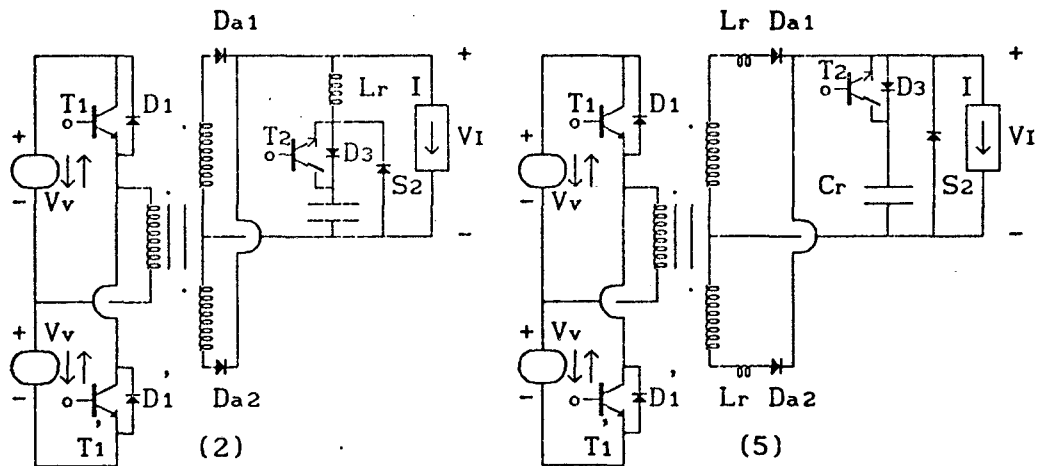 Da1
+
Lr
I
T1
D1
T2
D3
VI
S2
+
-
Vv
-
+
Vv
-
D1'
Da2
T1'
(2)
Lr Da1
+
T2
D3
I
T1
D1
VI
S2
Cr
+
-
Vv
-
+
Vv
-
D1'
Lr Da2
T1'
(5)